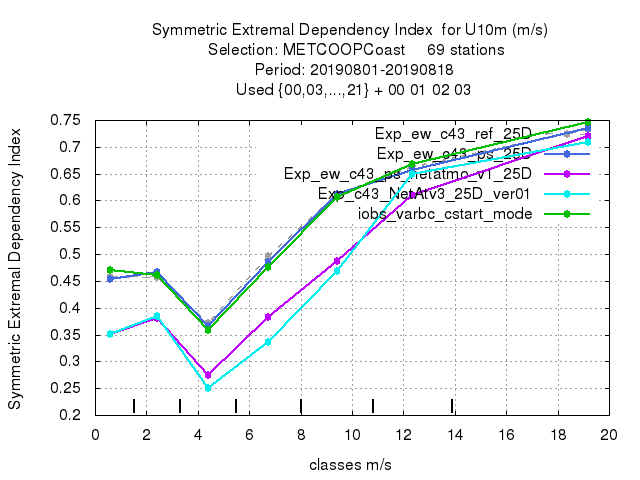 Symmetric Extremal Dependency Index for U10m (m/s)
Selection: METCOOPCoast 69 stations
Period: 20190801-20190818
Used {00,03,...,21} + 00 01 02 03
Symmetric Extremal Dependency Index
0.75
0.7
0.65
0.6
0.55
0.5
0.45
0.4
0.35
0.3
0.25
0.2
Exp_ew_c43_ref_25D
Exp_ew_c43_ps_25D
Exp_ew_c43_ps_netatmo_v1_25D
Exp_c43_NetAtv3_25D_ver01
iobs_varbc_cstart_mode
0 2 4 6 8 10 12 14 16 18 20
classes m/s